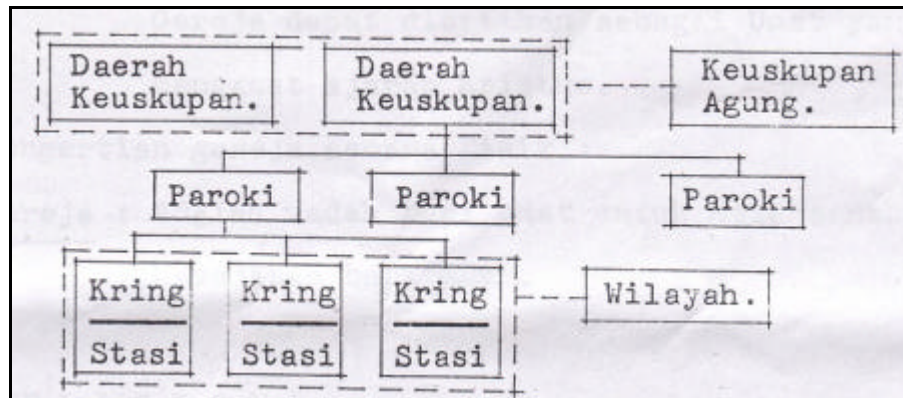 Daerah
Keuskupan.
Daerah
Keuskupan.
Keuskupan
Agung.
Paroki
Paroki
Paroki
Kring
Stasi
Kring
Stasi
Kring
Stasi
Wilayah.